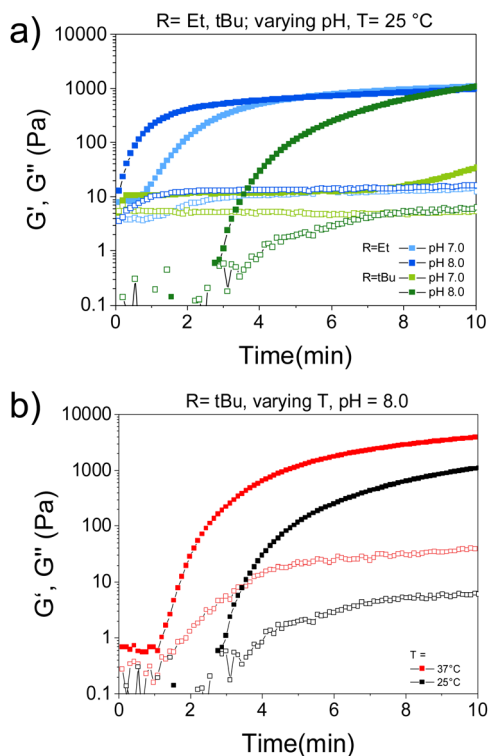 a)
R= Et, tBu; varying pH, T= 25 °C
G', G'' (Pa)
10000
1000
100
10
1
0.1
0 2 4 6 8 10
Time(min)
R=Et pH 7.0
pH 8.0
R=tBu pH 7.0
pH 8.0
b)
R= tBu, varying T, pH = 8.0
G‘, G'' (Pa)
10000
1000
100
10
1
0.1
0 2 4 6 8 10
Time(min)
T =
37°C
25°C